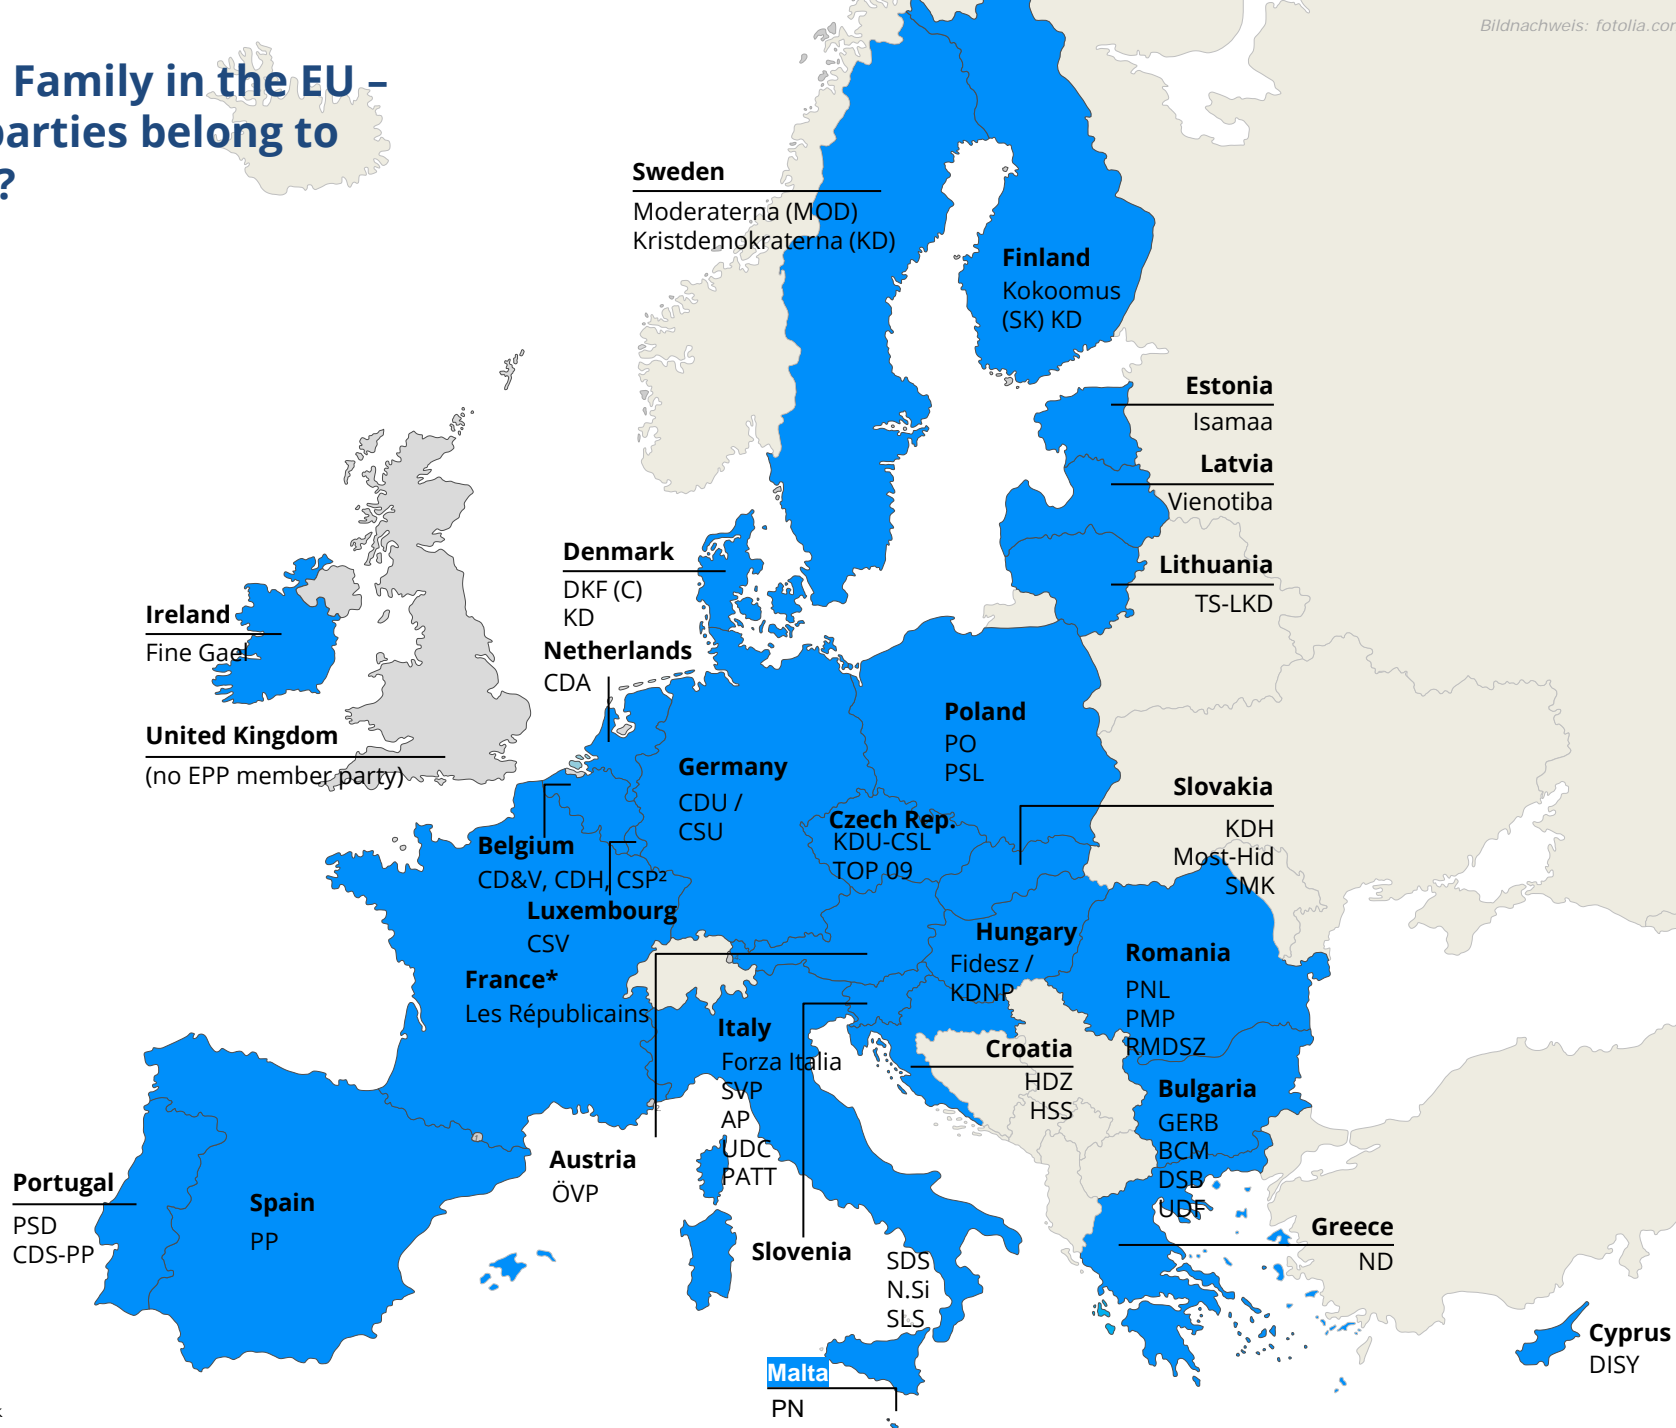 Bildnachweis: fotolia.com
Family in the EU –
parties belong to
?
Sweden
Moderaterna (MOD)
Kristdemokraterna (KD)
Finland
Kokoomus
(SK) KD
Estonia
Isamaa
Latvia
Vienotiba
Lithuania
TS-LKD
Denmark
DKF (C)
KD
Ireland
Fine Gael
Netherlands
CDA
United Kingdom
(no EPP member party)
Poland
PO
PSL
Germany
CDU /
CSU
Slovakia
KDH
Most-Hid
SMK
Czech Rep.
KDU-CSL
TOP 09
Belgium
CD&V, CDH, CSP²
Luxembourg
CSV
France*
Les Républicains
Hungary
Fidesz /
KDNP
Romania
PNL
PMP
RMDSZ
Italy
Forza Italia
SVP
AP
UDC
PATT
Croatia
HDZ
HSS
Bulgaria
GERB
BCM
DSB
UDF
Austria
ÖVP
Portugal
PSD
CDS-PP
Spain
PP
Slovenia
SDS
N.Si
SLS
Greece
ND
Cyprus
DISY
Malta
PN